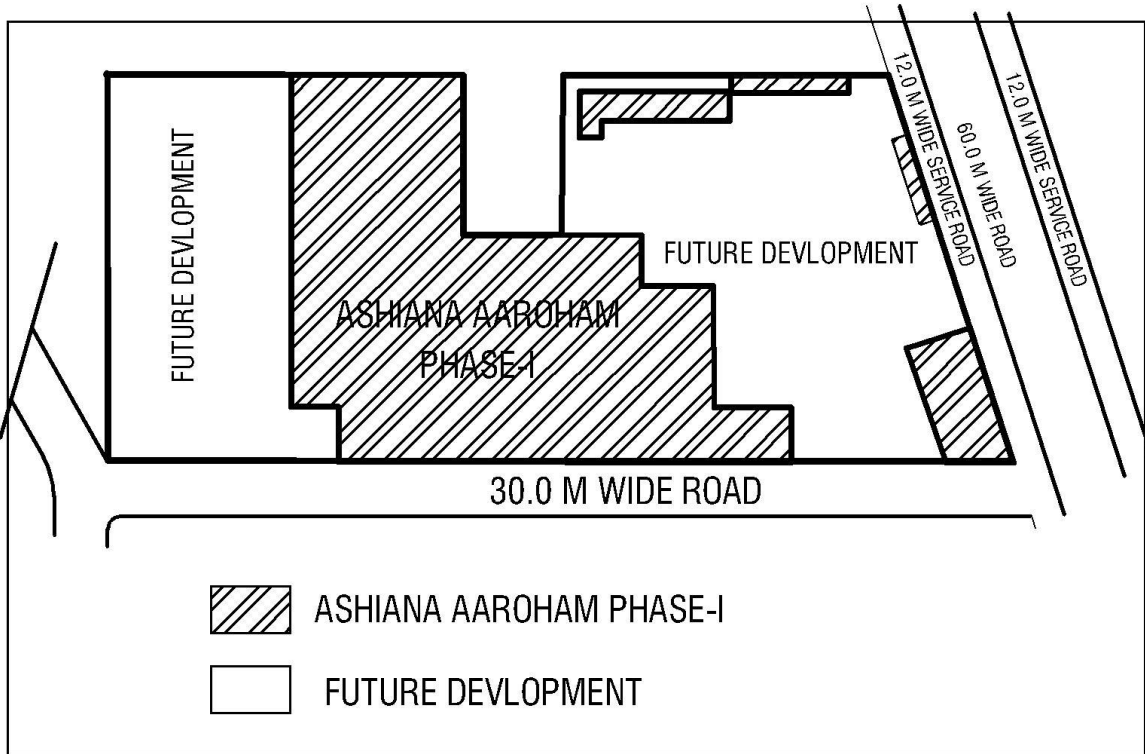 FUTURE DEVLOPMENT
ASHIANA AAROHAM
PHASE-I
FUTURE DEVLOPMENT
12.0 M WIDE SERVICE ROAD
60.0 M WIDE ROAD
12.0 M WIDE SERVICE ROAD
30.0 M WIDE ROAD
ASHIANA AAROHAM PHASE-I
FUTURE DEVLOPMENT